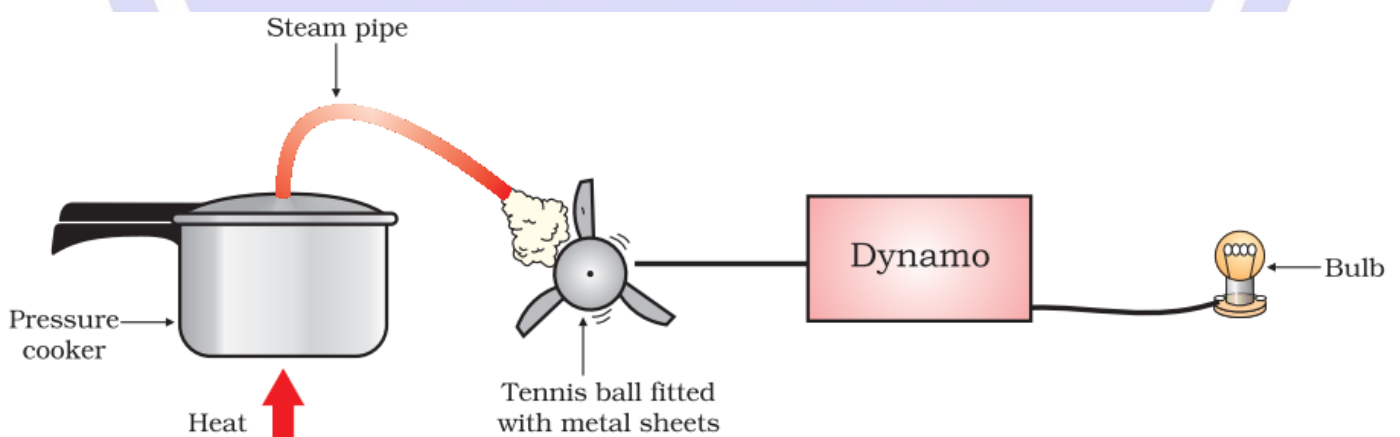 Steam pipe
Dynamo
Bulb
Pressure
cooker
Tennis ball fitted
with metal sheets
Heat